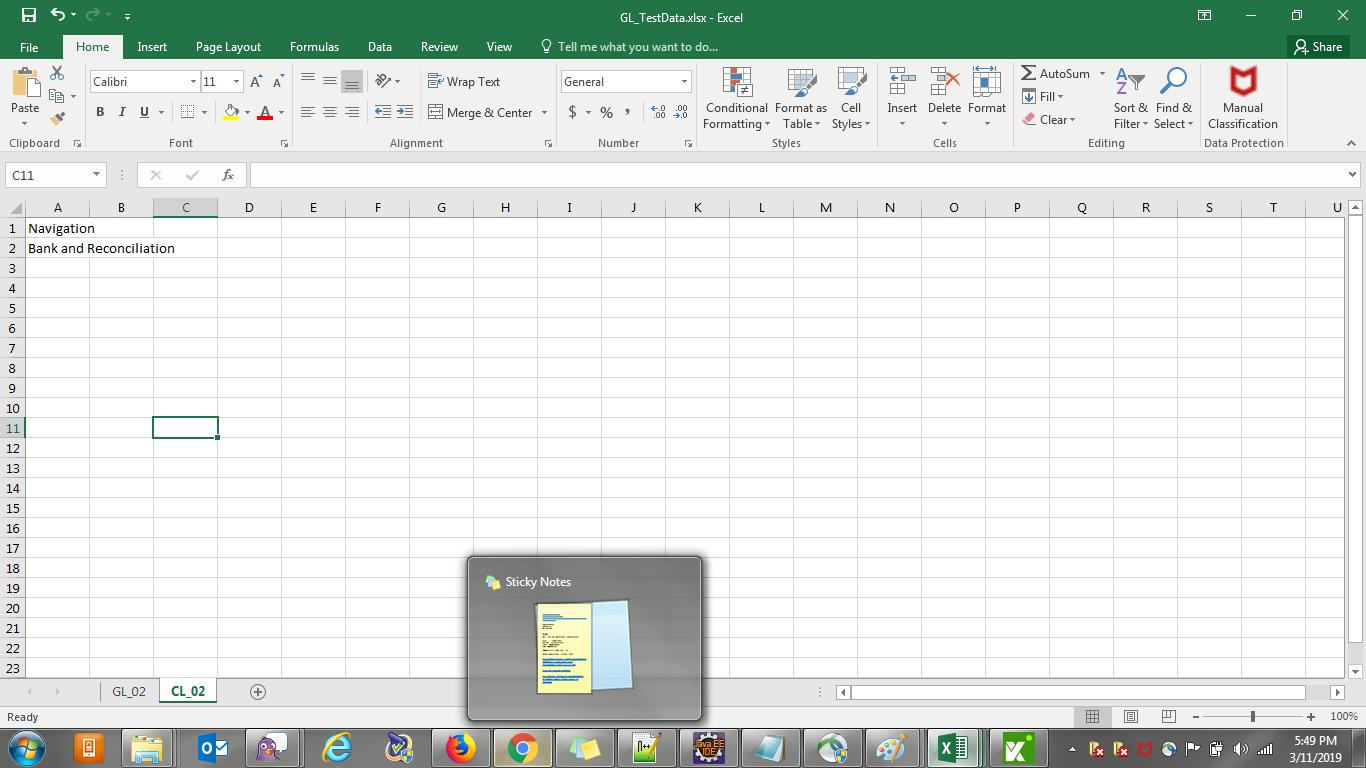 GL_TestData.xlsx - Excel
File Home Insert Page Layout Formulas Data Review View Tell me what you want to do... Share
Paste
Clipboard
Calibri 11
B I U
A
Font
Wrap Text
Merge & Center
Alignment
General
$ % ,
Number
Conditional Formatting
Format as Table
Cell Styles
Styles
Insert Delete Format
Cells
AutoSum
Fill
Clear
Sort & Filter
Find & Select
Editing
Manual Classification
Data Protection
C11 fx
A B C D E F G H I J K L M N O P Q R S T U
1 Navigation
2 Bank and Reconciliation
3
4
5
6
7
8
9
10
11
12
13
14
15
16
17
18
19
20
21
22
23
Sticky Notes
GL_02 CL_02
Ready
100%
Java EE
IDE
5:49 PM
3/11/2019